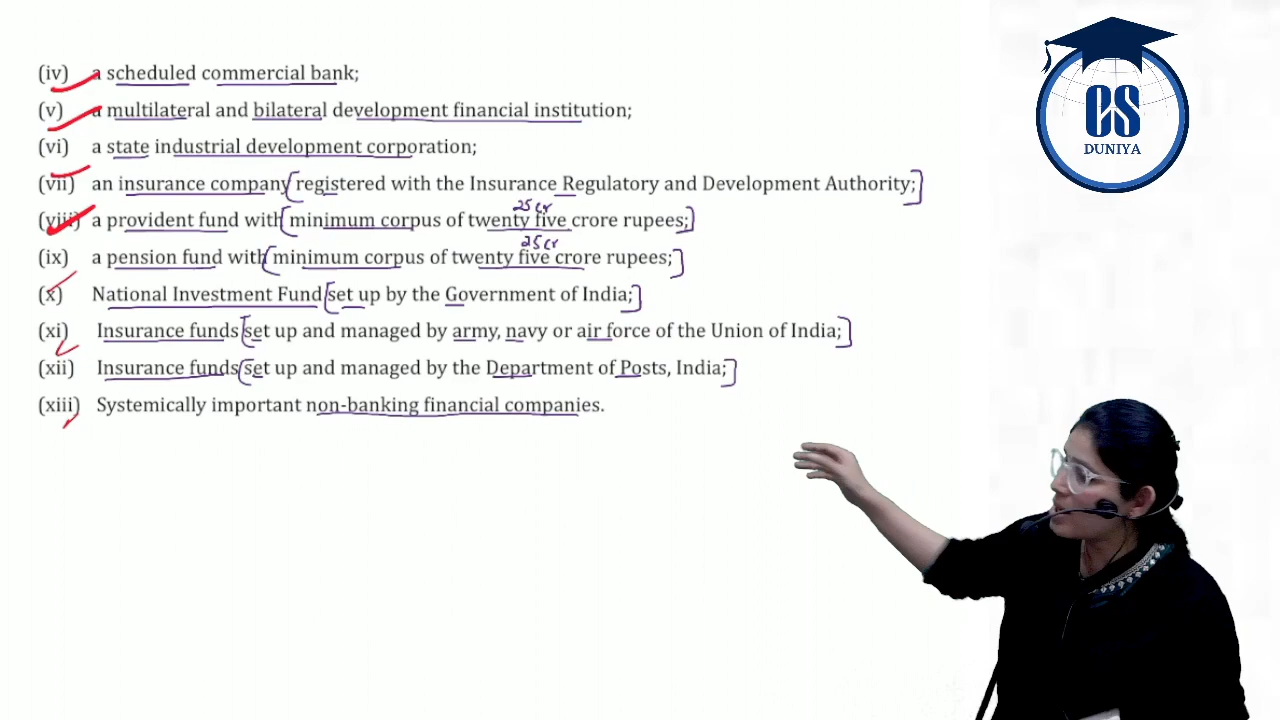 (iv) a scheduled commercial bank;
(v) a multilateral and bilateral development financial institution;
(vi) a state industrial development corporation;
(vii) an insurance company registered with the Insurance Regulatory and Development Authority;
25 cr
(viii) a provident fund with minimum corpus of twenty five crore rupees;
25 cr
(ix) a pension fund with minimum corpus of twenty five crore rupees;
(x) National Investment Fund set up by the Government of India;
(xi) Insurance funds set up and managed by army, navy or air force of the Union of India;
(xii) Insurance funds set up and managed by the Department of Posts, India;
(xiii) Systemically important non-banking financial companies.
CS
DUNIYA